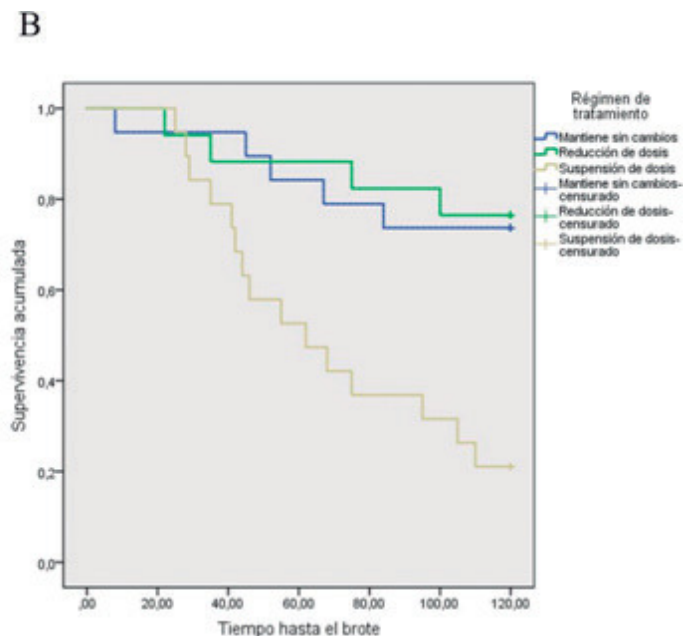 B
Régimen de
tratamiento
Mantiene sin cambios
Reducción de dosis
Suspensión de dosis
Mantiene sin cambios-
censurado
Reducción de dosis-
censurado
Suspensión de dosis-
censurado
Supervivencia acumulada
1,0
0,8
0,6
0,4
0,2
0,0
,00 20,00 40,00 60,00 80,00 100,00 120,00
Tiempo hasta el brote